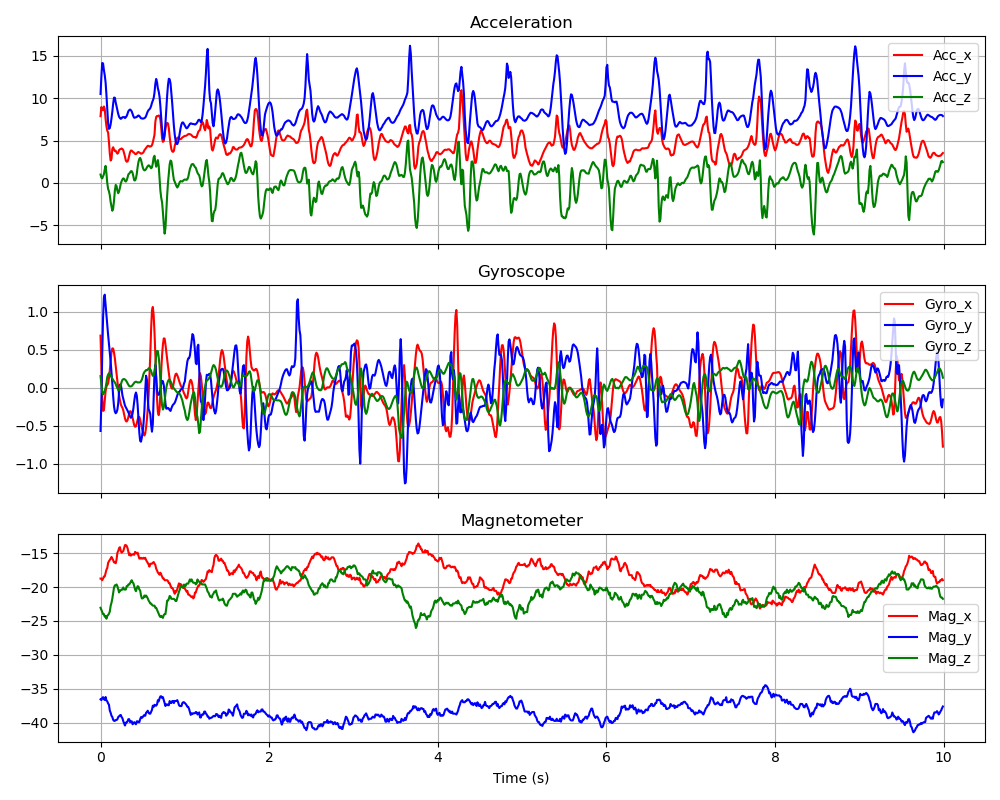 Acceleration
15
10
5
0
−5
Acc_x
Acc_y
Acc_z
Gyroscope
1.0
0.5
0.0
−0.5
−1.0
Gyro_x
Gyro_y
Gyro_z
Magnetometer
−15
−20
−25
−30
−35
−40
Mag_x
Mag_y
Mag_z
0 2 4 6 8 10
Time (s)